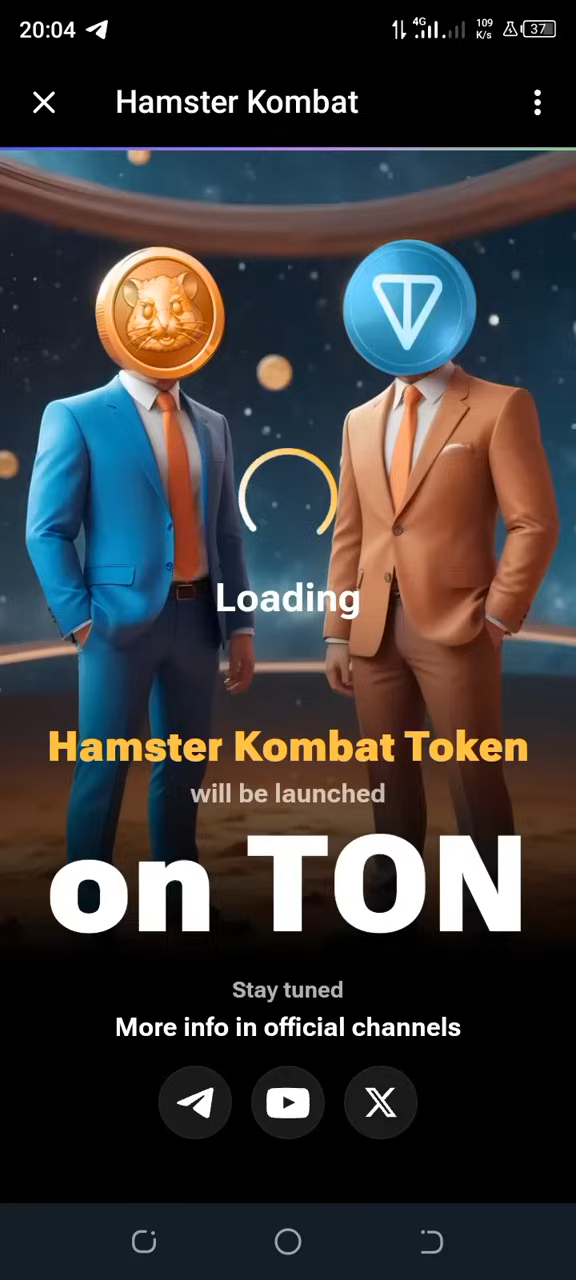 20:04
4G
109
K/s
37
Hamster Kombat
Loading
Hamster Kombat Token
will be launched
on TON
Stay tuned
More info in official channels